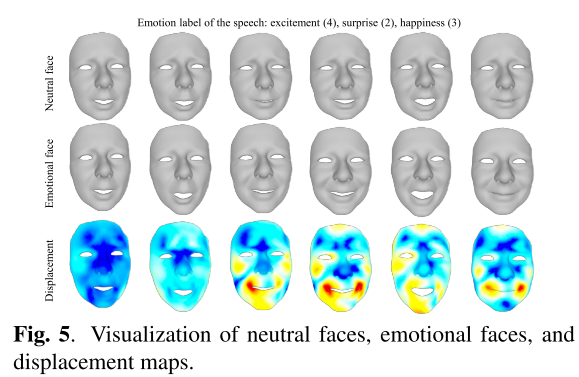 Emotion label of the speech: excitement (4), surprise (2), happiness (3)
Neutral face
Emotional face
Displacement
Fig. 5. Visualization of neutral faces, emotional faces, and
displacement maps.